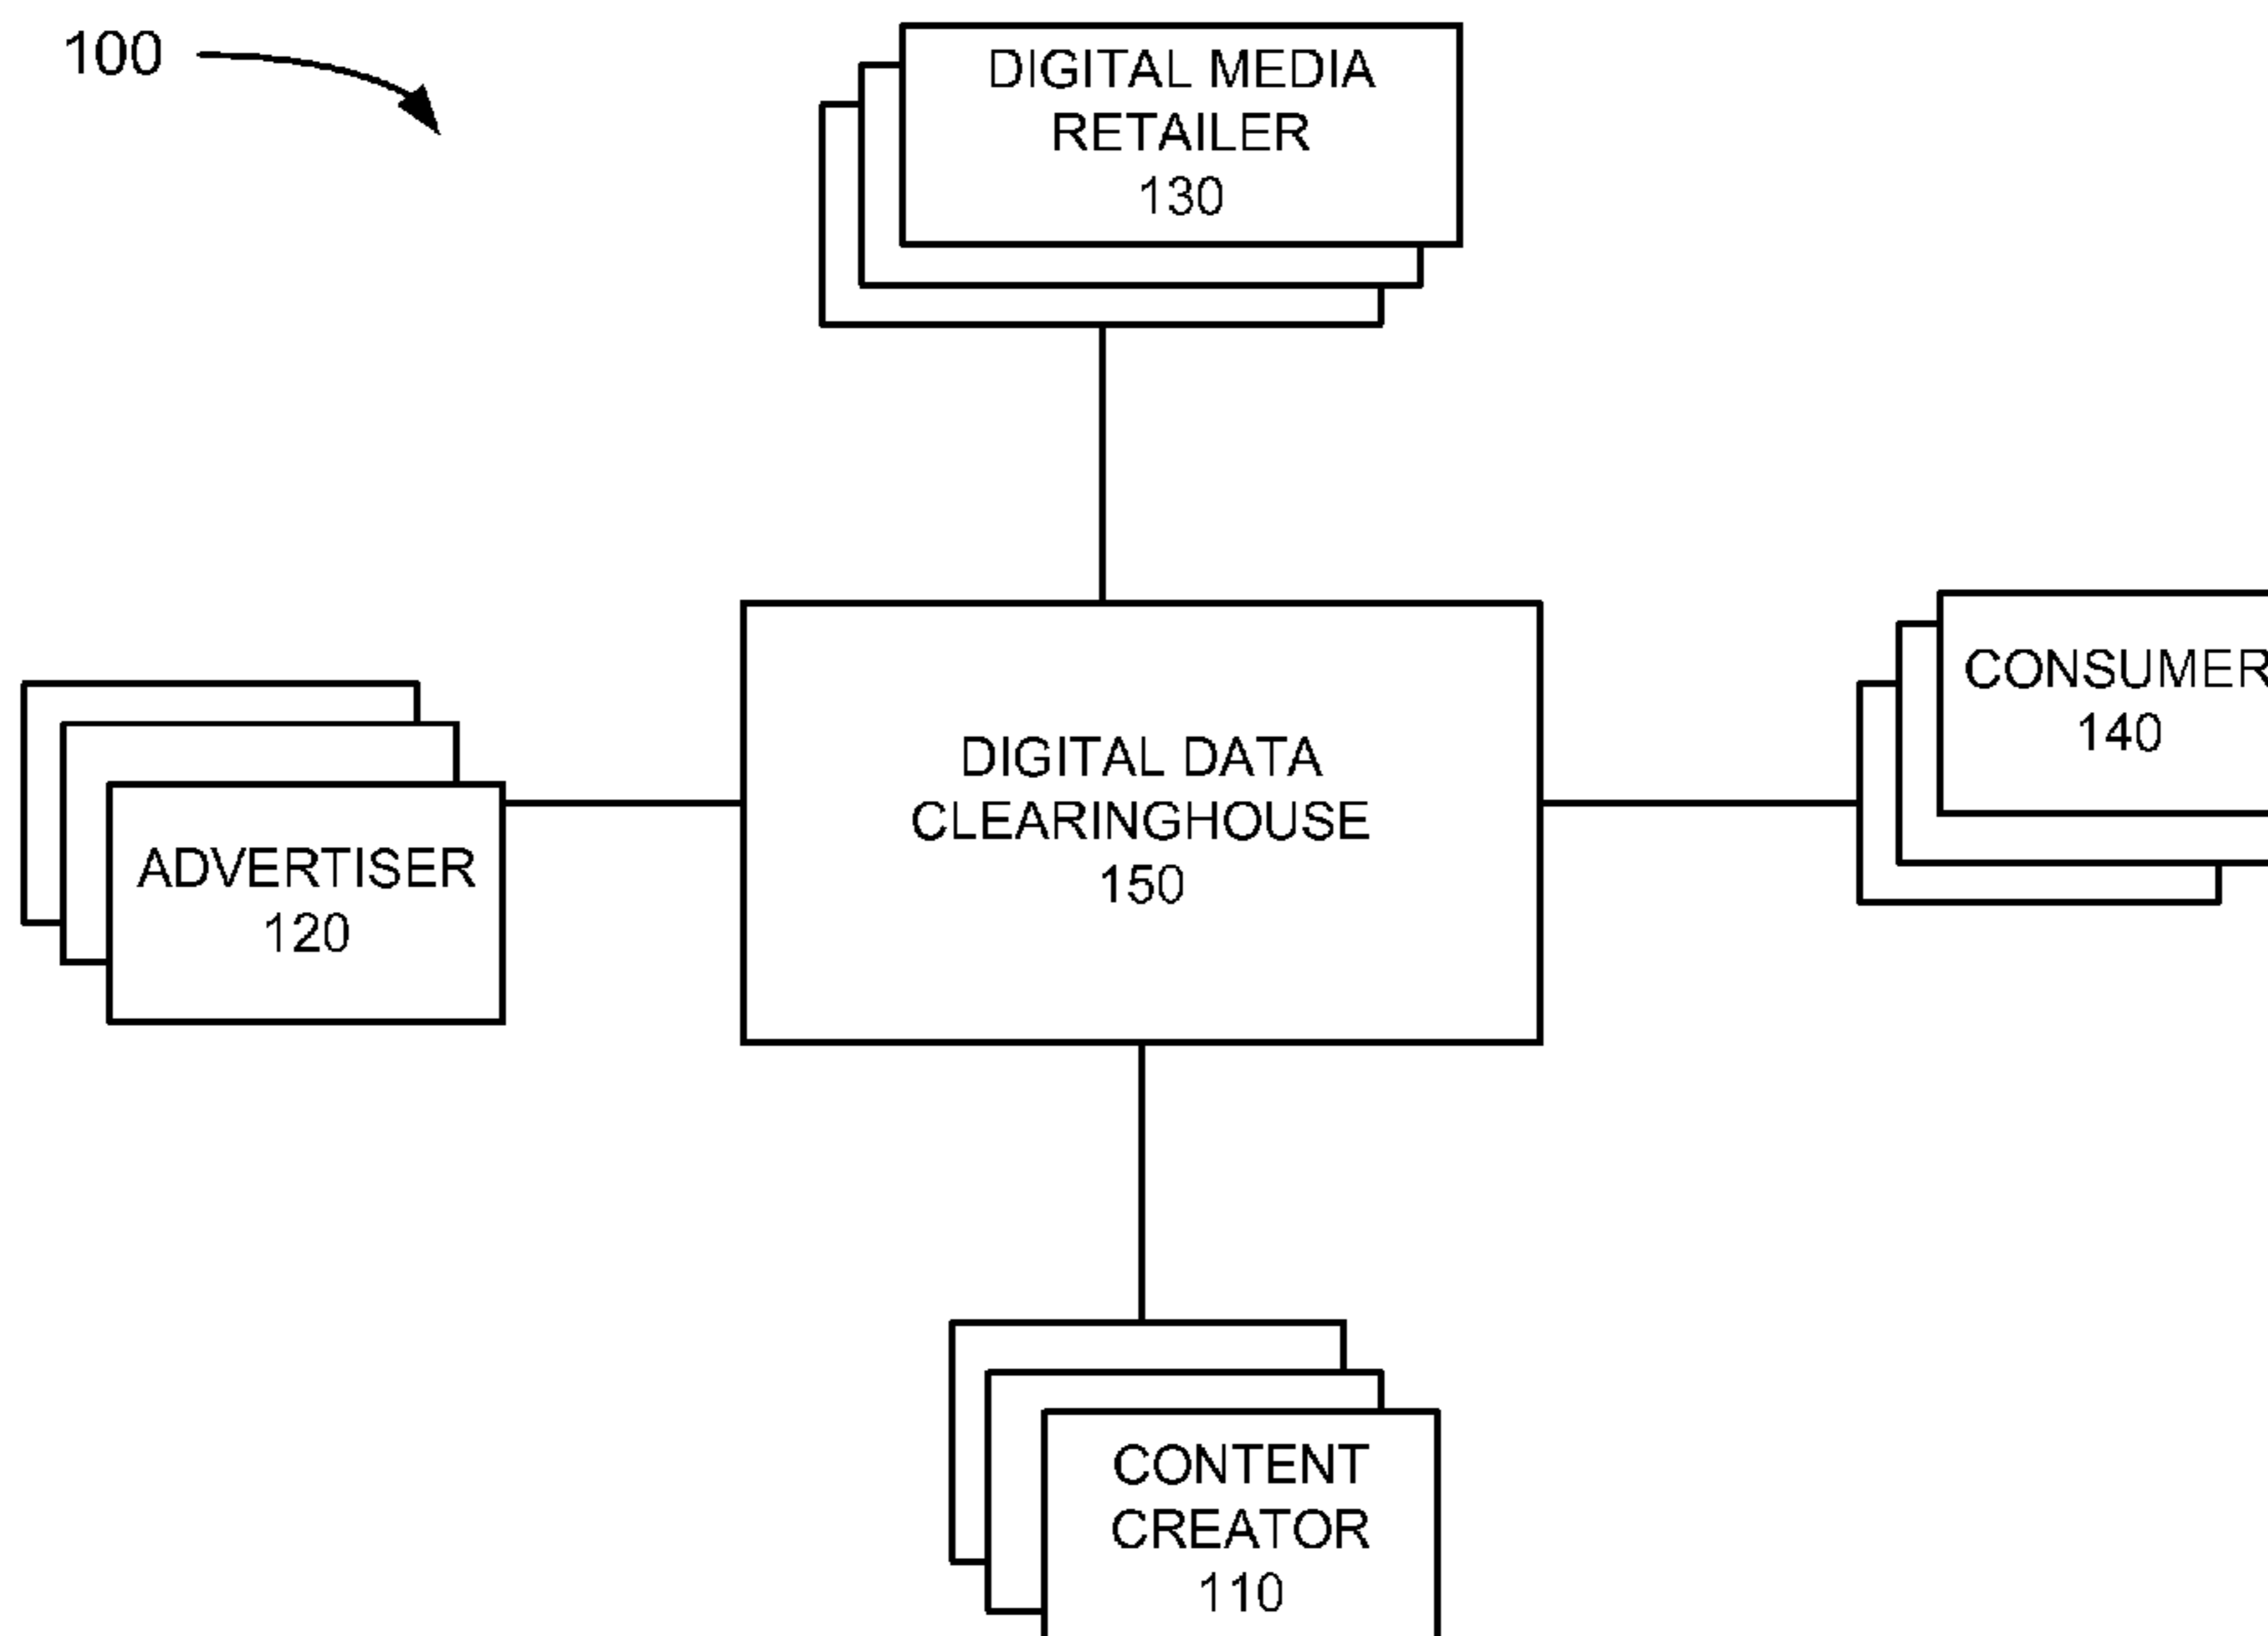 100
DIGITAL MEDIA
RETAILER
130
CONSUMER
140
DIGITAL DATA
CLEARINGHOUSE
150
ADVERTISER
120
CONTENT
CREATOR
110